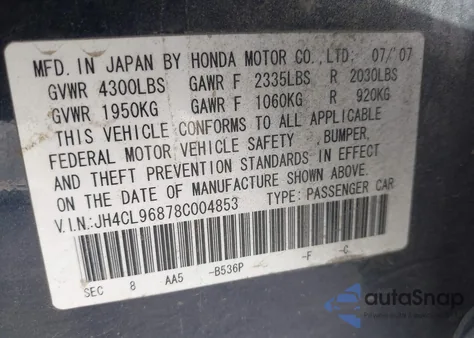 MFD. IN JAPAN BY HONDA MOTOR CO., LTD: 07/'07
GVWR 4300LBS GAWR F 2335LBS R 2030LBS
GVWR 1950KG GAWR F 1060KG R 920KG
THIS VEHICLE CONFORMS TO ALL APPLICABLE
FEDERAL MOTOR VEHICLE SAFETY, BUMPER,
AND THEFT PREVENTION STANDARDS IN EFFECT
ON THE DATE OF MANUFACTURE SHOWN ABOVE.
V.I.N:JH4CL96878C004853 TYPE: PASSENGER CAR
SEC 8 AA5 -B536P -F -C
autaSnap